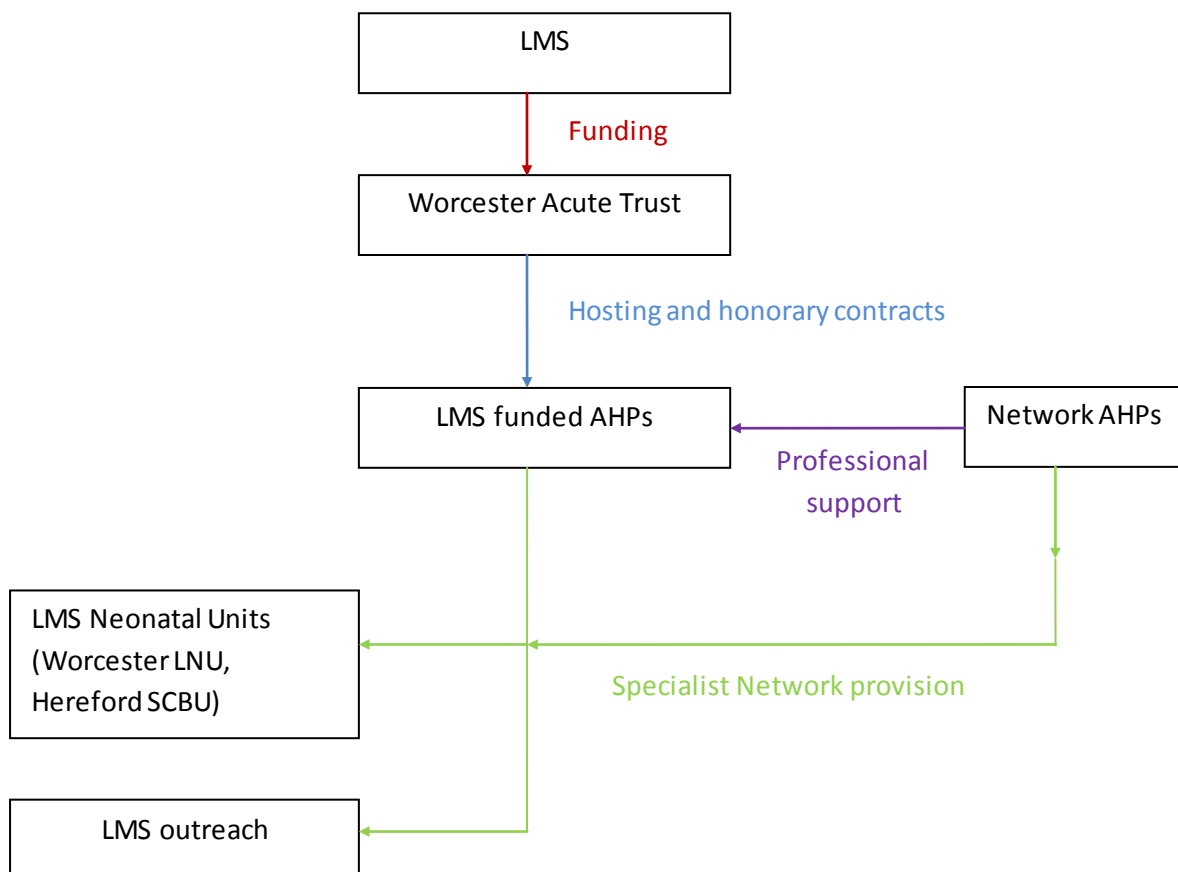 LMS
Funding
Worcester Acute Trust
Hosting and honorary contracts
LMS funded AHPs
Network AHPs
Professional
support
LMS Neonatal Units
(Worcester LNU,
Hereford SCBU)
Specialist Network provision
LMS outreach